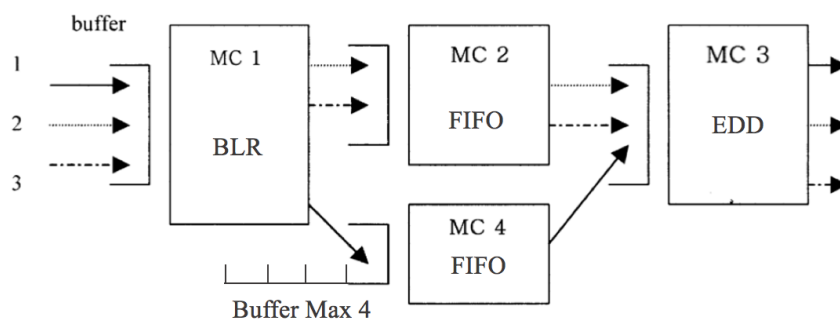 buffer
1
2
3
MC 1
BLR
MC 2
FIFO
MC 3
EDD
MC 4
FIFO
Buffer Max 4